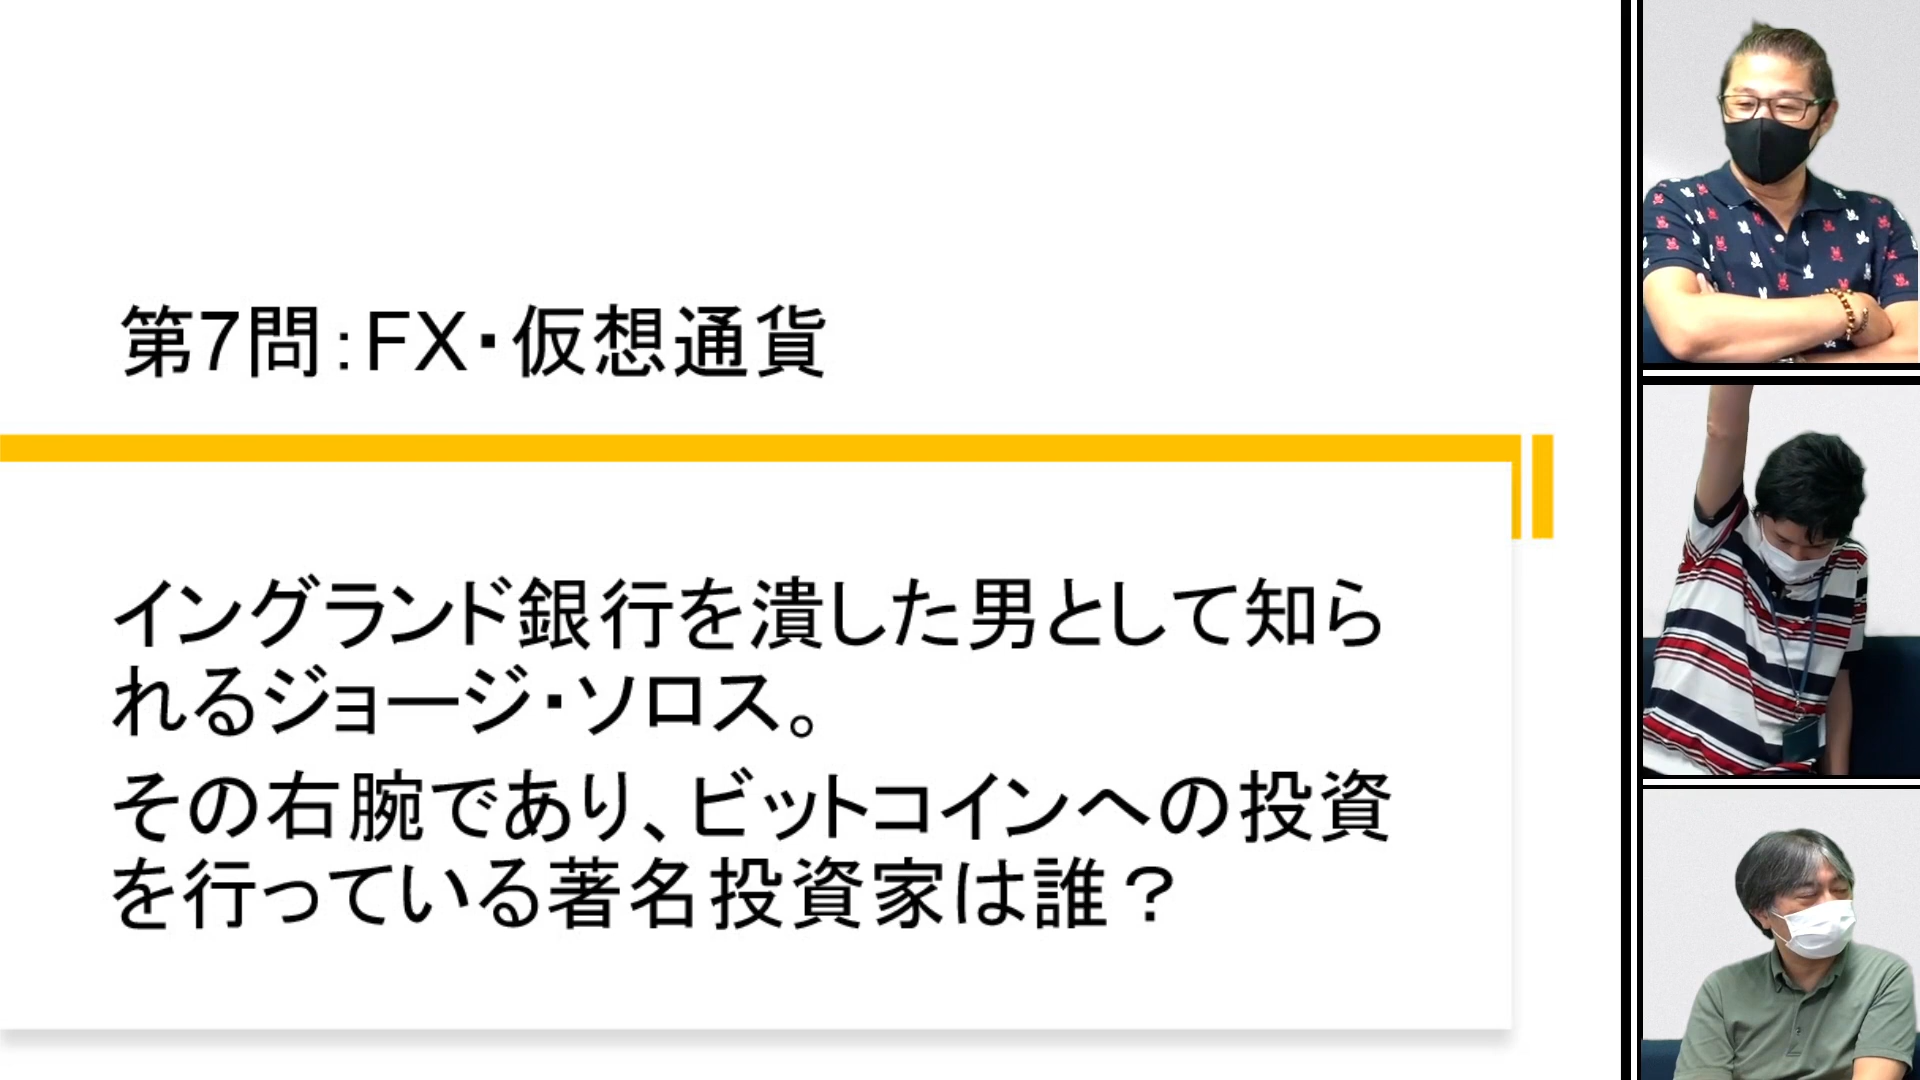 第7問:FX・仮想通貨
イングランド銀行を潰した男として知ら
れるジョージ・ソロス。
その右腕であり、ビットコインへの投資
を行っている著名投資家は誰？